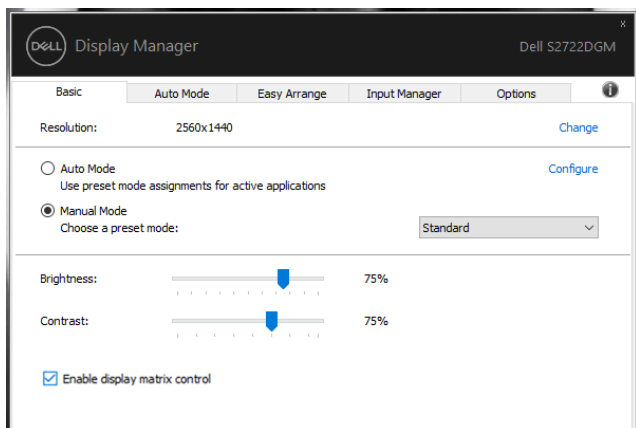 x
DELL Display Manager Dell S2722DGM
Basic Auto Mode Easy Arrange Input Manager Options i
Resolution: 2560x1440 Change
Auto Mode Configure
Use preset mode assignments for active applications
Manual Mode
Choose a preset mode: Standard
Brightness: 75%
Contrast: 75%
Enable display matrix control